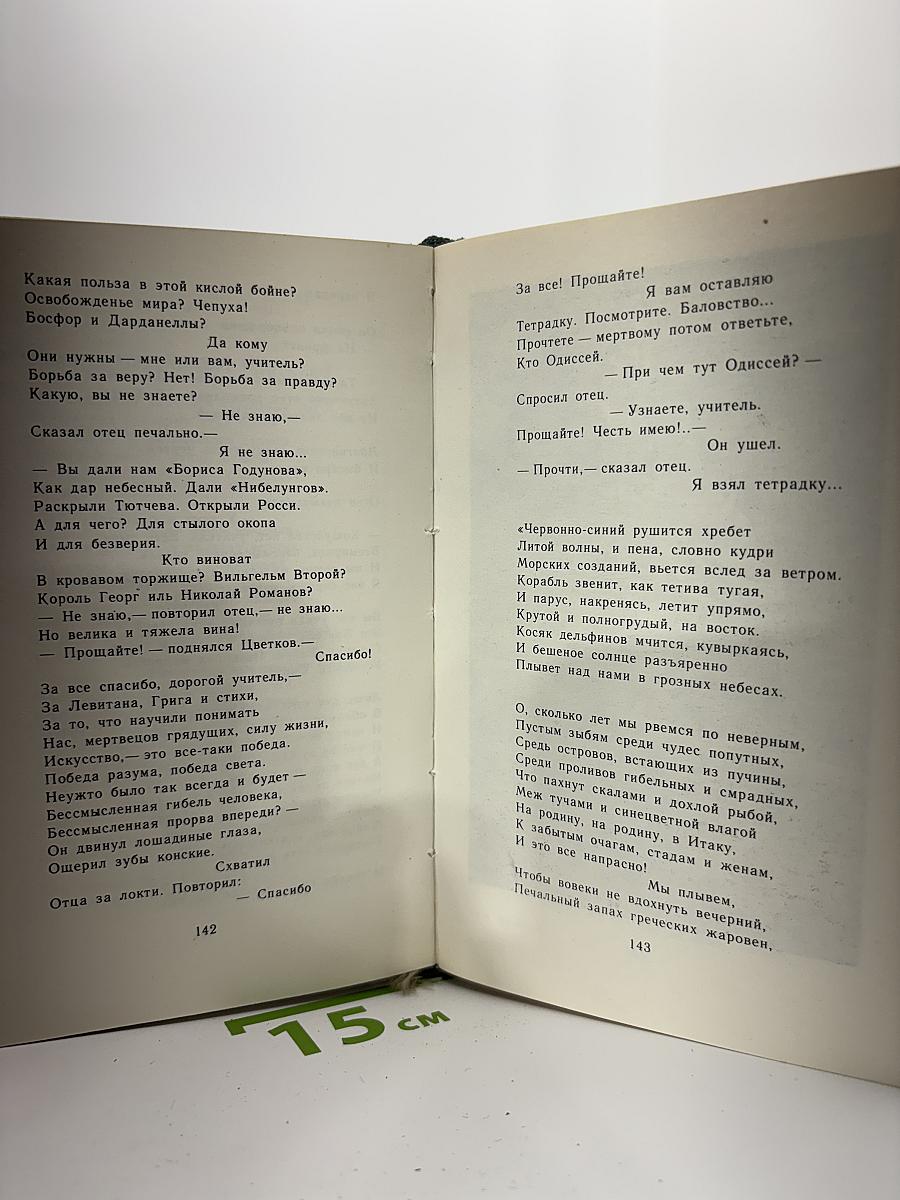 Какая польза в этой кислой бойне?
Освобожденье мира? Чепуха!
Босфор и Дарданеллы?
Да кому
Они нужны — мне или вам, учитель?
Борьба за веру? Нет! Борьба за правду?
Какую, вы не знаете?
— Не знаю,—
Сказал отец печально.—
Я не знаю...
— Вы дали нам «Бориса Годунова»,
Как дар небесный. Дали «Нибелунгов».
Раскрыли Тютчева. Открыли Росси.
А для чего? Для стылого окопа
И для безверия.
Кто виноват
В кровавом торжище? Вильгельм Второй?
Король Георг иль Николай Романов?
— Не знаю,— повторил отец,— не знаю...
Но велика и тяжела вина!
— Прощайте! — поднялся Цветков.—
Спасибо!
За все спасибо, дорогой учитель,—
За Левитана, Грига и стихи,
За то, что научили понимать
Нас, мертвецов грядущих, силу жизни,
Искусство,— это все-таки победа.
Победа разума, победа света.
Неужто было так всегда и будет —
Бессмысленная гибель человека,
Бессмысленная прорва впереди? —
Он двинул лошадиные глаза,
Ощерил зубы конские.
Схватил
Отца за локти. Повторил:
— Спасибо
142
За все! Прощайте!
Я вам оставляю
Тетрадку. Посмотрите. Баловство...
Прочтете — мертвому потом ответьте,
Кто Одиссей.
— При чем тут Одиссей? —
Спросил отец.
— Узнаете, учитель.
Прощайте! Честь имею!..—
Он ушел.
— Прочти,— сказал отец.
Я взял тетрадку...
«Червонно-синий рушится хребет
Литой волны, и пена, словно кудри
Морских созданий, вьется вслед за ветром.
Корабль звенит, как тетива тугая,
И парус, накренясь, летит упрямо,
Крутой и полногрудый, на восток.
Косяк дельфинов мчится, кувыркаясь,
И бешеное солнце разъяренно
Плывет над нами в грозных небесах.
О, сколько лет мы рвемся по неверным,
Пустым зыбям среди чудес попутных,
Средь островов, встающих из пучины,
Среди проливов гибельных и смрадных,
Что пахнут скалами и дохлой рыбой,
Меж тучами и синецветной влагой
На родину, на родину, в Итаку,
К забытым очагам, стадам и женам,
И это все напрасно!
Мы плывем,
Чтобы вовеки не вдохнуть вечерний,
Печальный запах греческих жаровен,
143
15 см